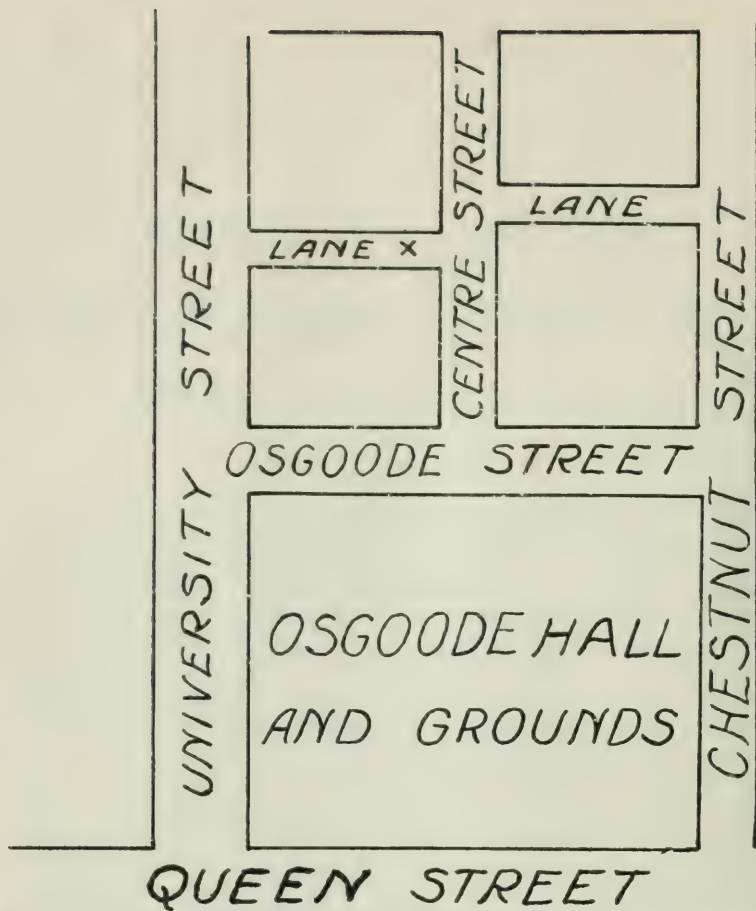 UNIVERSITY STREET
CENTRE STREET
CHESTNUT STREET
LANE
LANE X
OSGOODE STREET
OSGOODE HALL
AND GROUNDS
QUEEN STREET